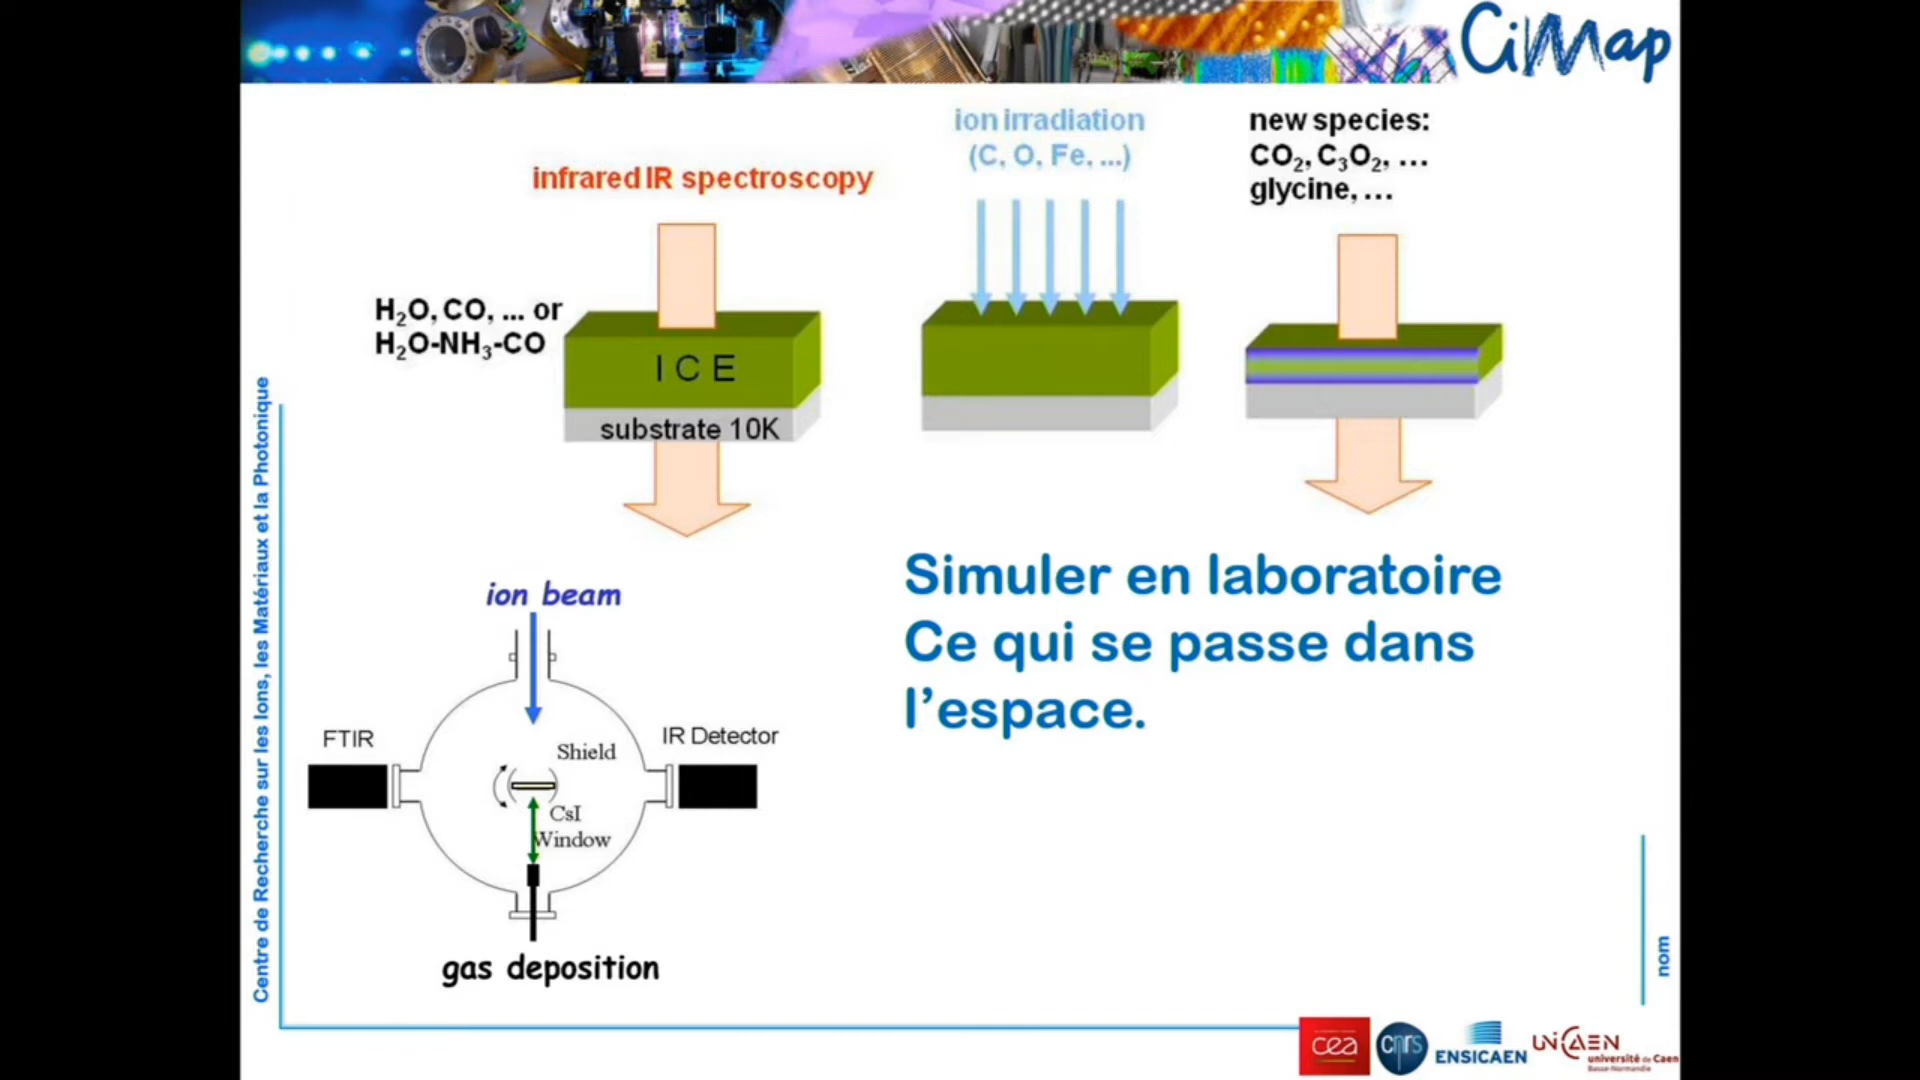 CiMap
ion irradiation
(C, O, Fe, ...)
new species:
CO₂, C₃O₂, ...
glycine, ...
infrared IR spectroscopy
H₂O, CO, ... or
H₂O-NH₃-CO
I C E
substrate 10K
Simuler en laboratoire
Ce qui se passe dans
l’espace.
ion beam
FTIR
Shield
IR Detector
CsI
Window
gas deposition
Centre de Recherche sur les Ions, les Matériaux et la Photonique
nom
cea
cnrs
ENSICAEN
UNICAEN
université de Caen
Basse-Normandie